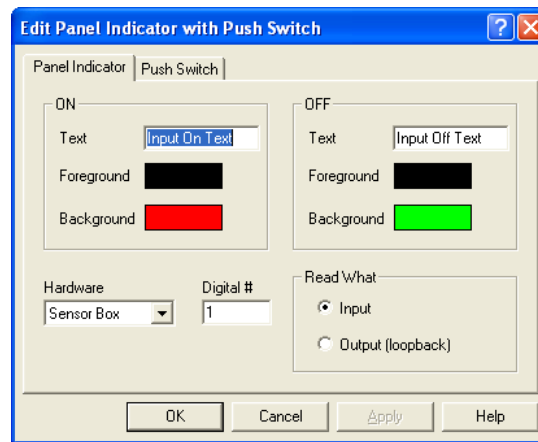 Edit Panel Indicator with Push Switch
Panel Indicator Push Switch
ON
Text Input On Text
Foreground
Background
OFF
Text Input Off Text
Foreground
Background
Hardware
Sensor Box
Digital #
1
Read What
Input
Output (loopback)
OK Cancel Apply Help